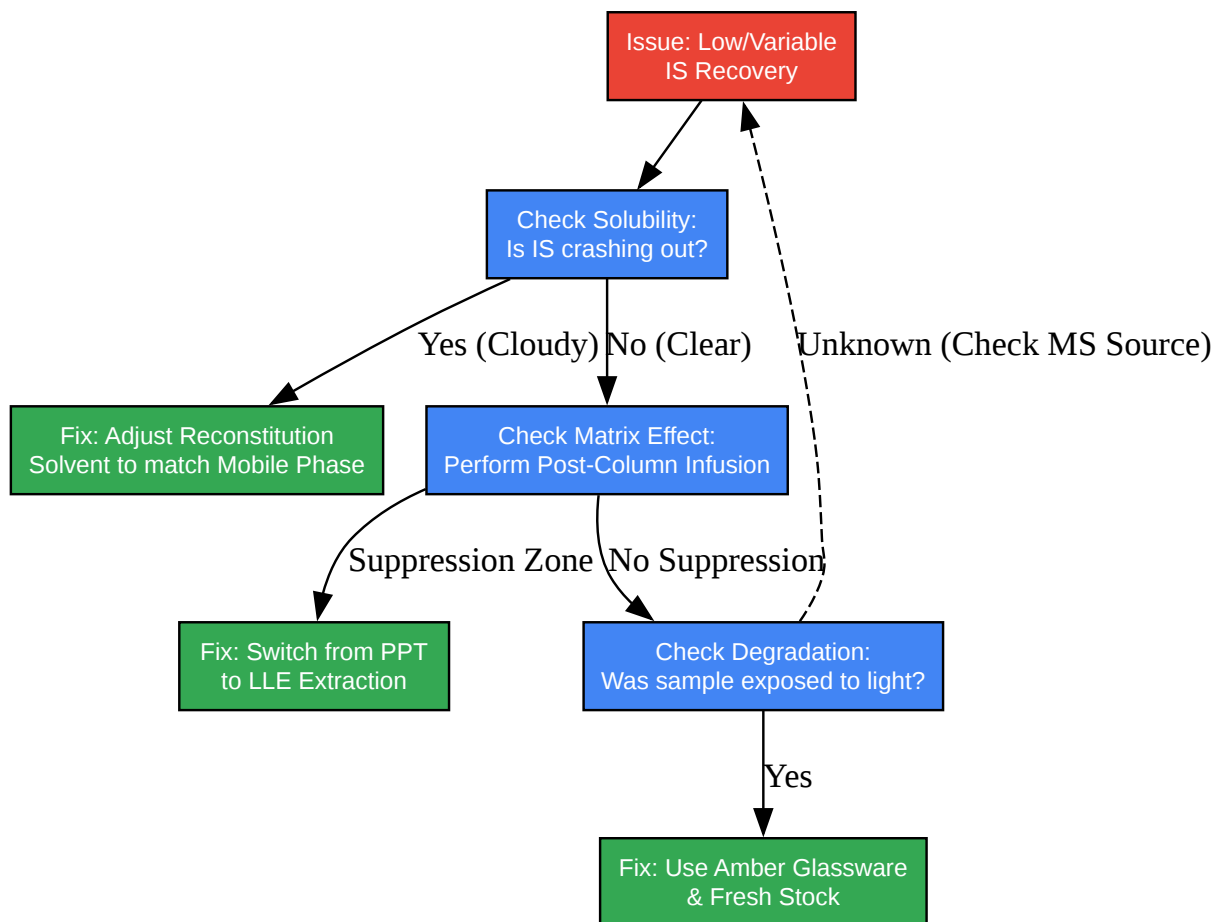 Issue: Low/Variable
IS Recovery
Check Solubility:
Is IS crashing out?
Yes (Cloudy)
No (Clear)
Unknown (Check MS Source)
Fix: Adjust Reconstitution
Solvent to match Mobile Phase
Check Matrix Effect:
Perform Post-Column Infusion
Suppression Zone
No Suppression
Fix: Switch from PPT
to LLE Extraction
Check Degradation:
Was sample exposed to light?
Yes
Fix: Use Amber Glassware
& Fresh Stock